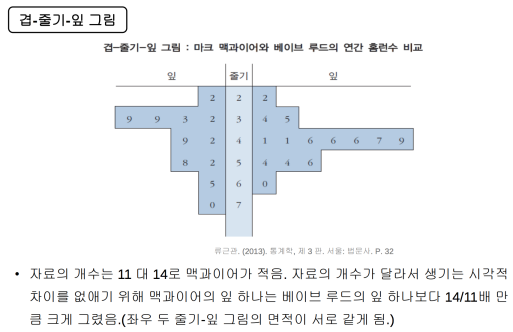 겹-줄기-잎 그림
겹-줄기-잎 그림 : 마크 맥과이어와 베이브 루드의 연간 홈런수 비교
잎 줄기 잎
2 2 2
9 9 3 2 3 4 5
9 2 4 1 1 6 6 6 7 9
8 2 5 4 4 6
5 6 0
0 7
류근관, (2013). 통계학, 제 3 판, 서울: 법문사, P. 32
• 자료의 개수는 11 대 14로 맥과이어가 적음. 자료의 개수가 달라서 생기는 시각적
차이를 없애기 위해 맥과이어의 잎 하나는 베이브 루드의 잎 하나보다 14/11배 만
큼 크게 그렸음.(좌우 두 줄기-잎 그림의 면적이 서로 같게 됨.)